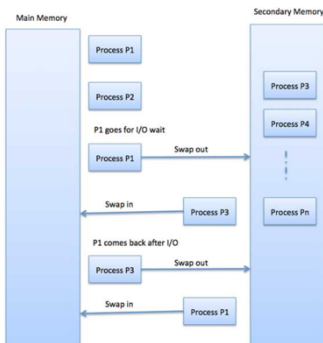 Main Memory
Secondary Memory
Process P1
Process P2
Process P3
Process P4
P1 goes for I/O wait
Process P1
Swap out
Swap in
Process P3
Process Pn
P1 comes back after I/O
Process P3
Swap out
Swap in
Process P1